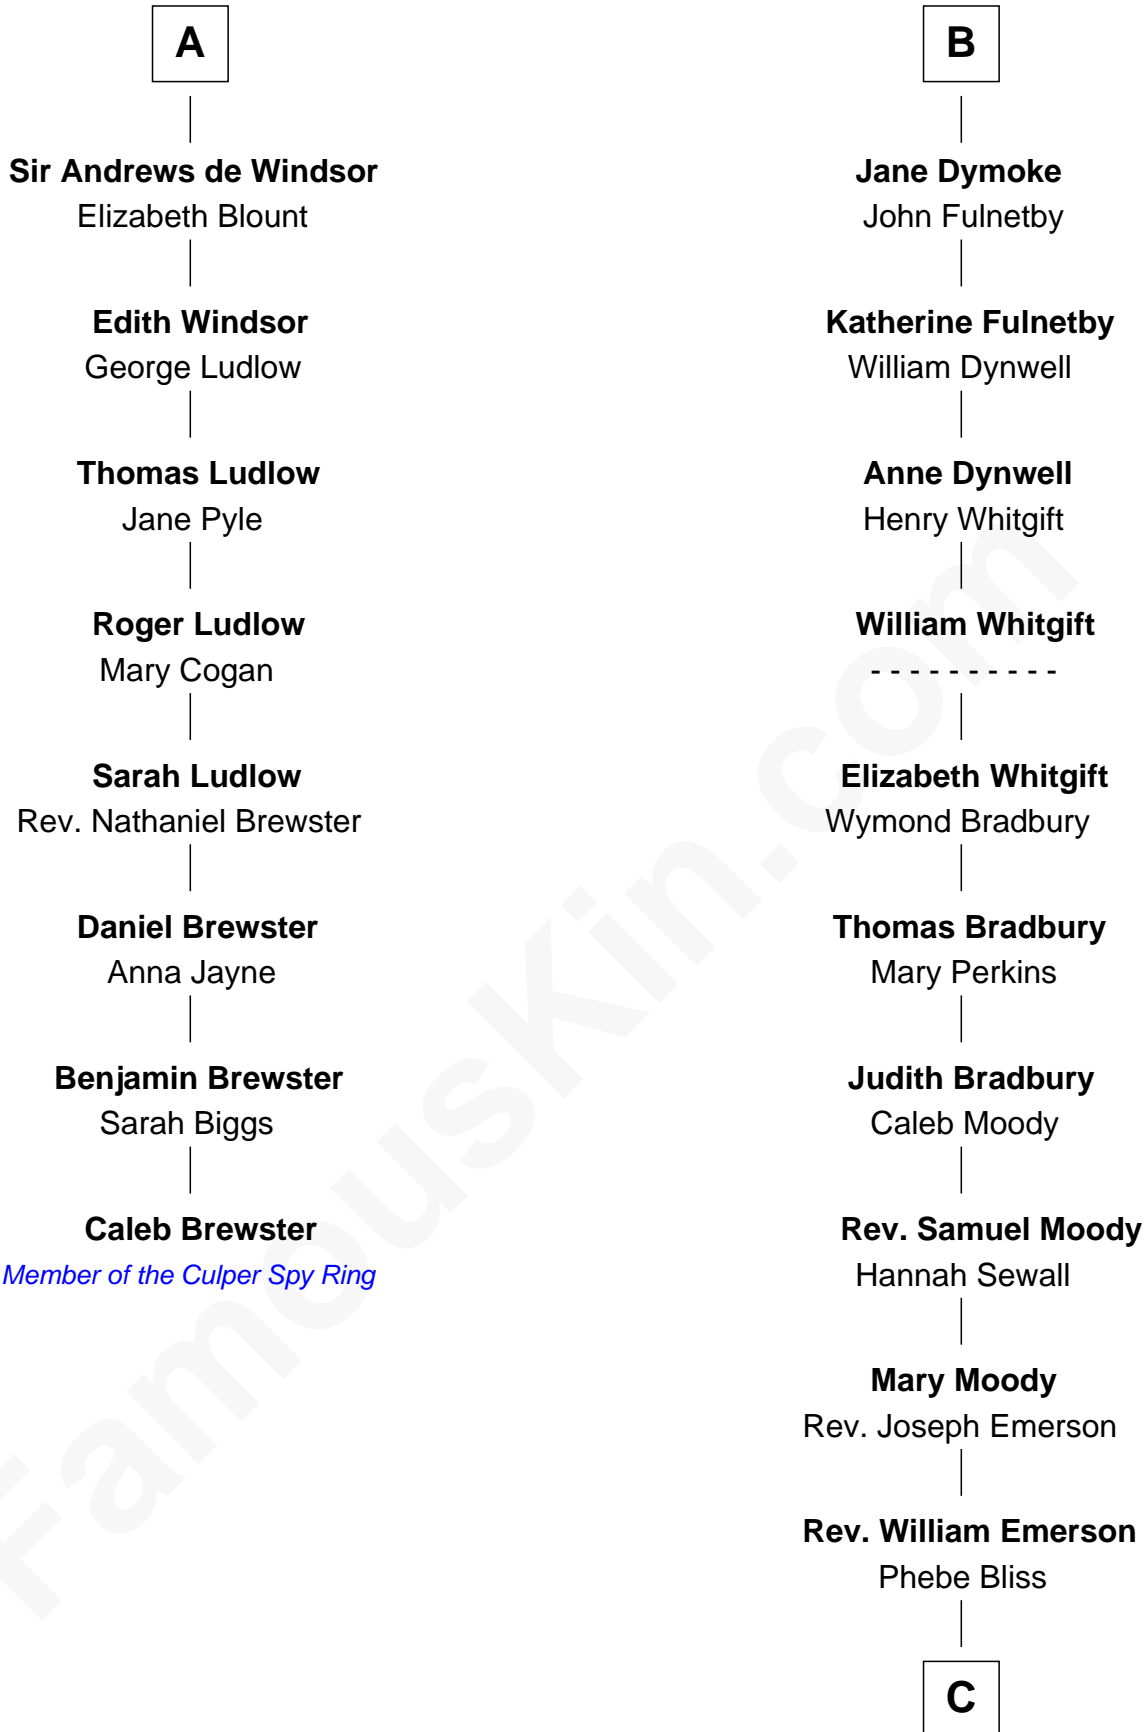 A
Sir Andrews de Windsor
Elizabeth Blount
Edith Windsor
George Ludlow
Thomas Ludlow
Jane Pyle
Roger Ludlow
Mary Cogan
Sarah Ludlow
Rev. Nathaniel Brewster
Daniel Brewster
Anna Jayne
Benjamin Brewster
Sarah Biggs
Caleb Brewster
Member of the Culper Spy Ring
B
Jane Dymoke
John Fulnetby
Katherine Fulnetby
William Dynwell
Anne Dynwell
Henry Whitgift
William Whitgift
- - - - - - - - - -
Elizabeth Whitgift
Wymond Bradbury
Thomas Bradbury
Mary Perkins
Judith Bradbury
Caleb Moody
Rev. Samuel Moody
Hannah Sewall
Mary Moody
Rev. Joseph Emerson
Rev. William Emerson
Phebe Bliss
C
FamousKin.com